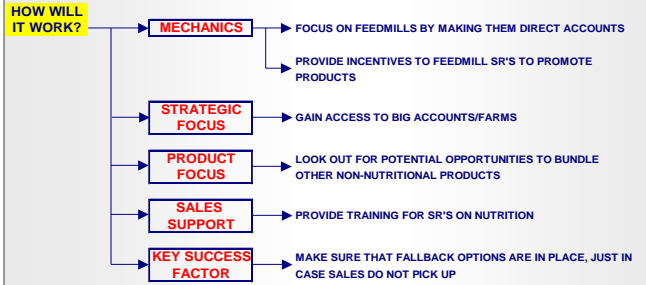 HOW WILL
IT WORK?
MECHANICS
FOCUS ON FEEDMILLS BY MAKING THEM DIRECT ACCOUNTS
PROVIDE INCENTIVES TO FEEDMILL SR'S TO PROMOTE
PRODUCTS
STRATEGIC
FOCUS
GAIN ACCESS TO BIG ACCOUNTS/FARMS
PRODUCT
FOCUS
LOOK OUT FOR POTENTIAL OPPORTUNITIES TO BUNDLE
OTHER NON-NUTRITIONAL PRODUCTS
SALES
SUPPORT
PROVIDE TRAINING FOR SR'S ON NUTRITION
KEY SUCCESS
FACTOR
MAKE SURE THAT FALLBACK OPTIONS ARE IN PLACE, JUST IN
CASE SALES DO NOT PICK UP